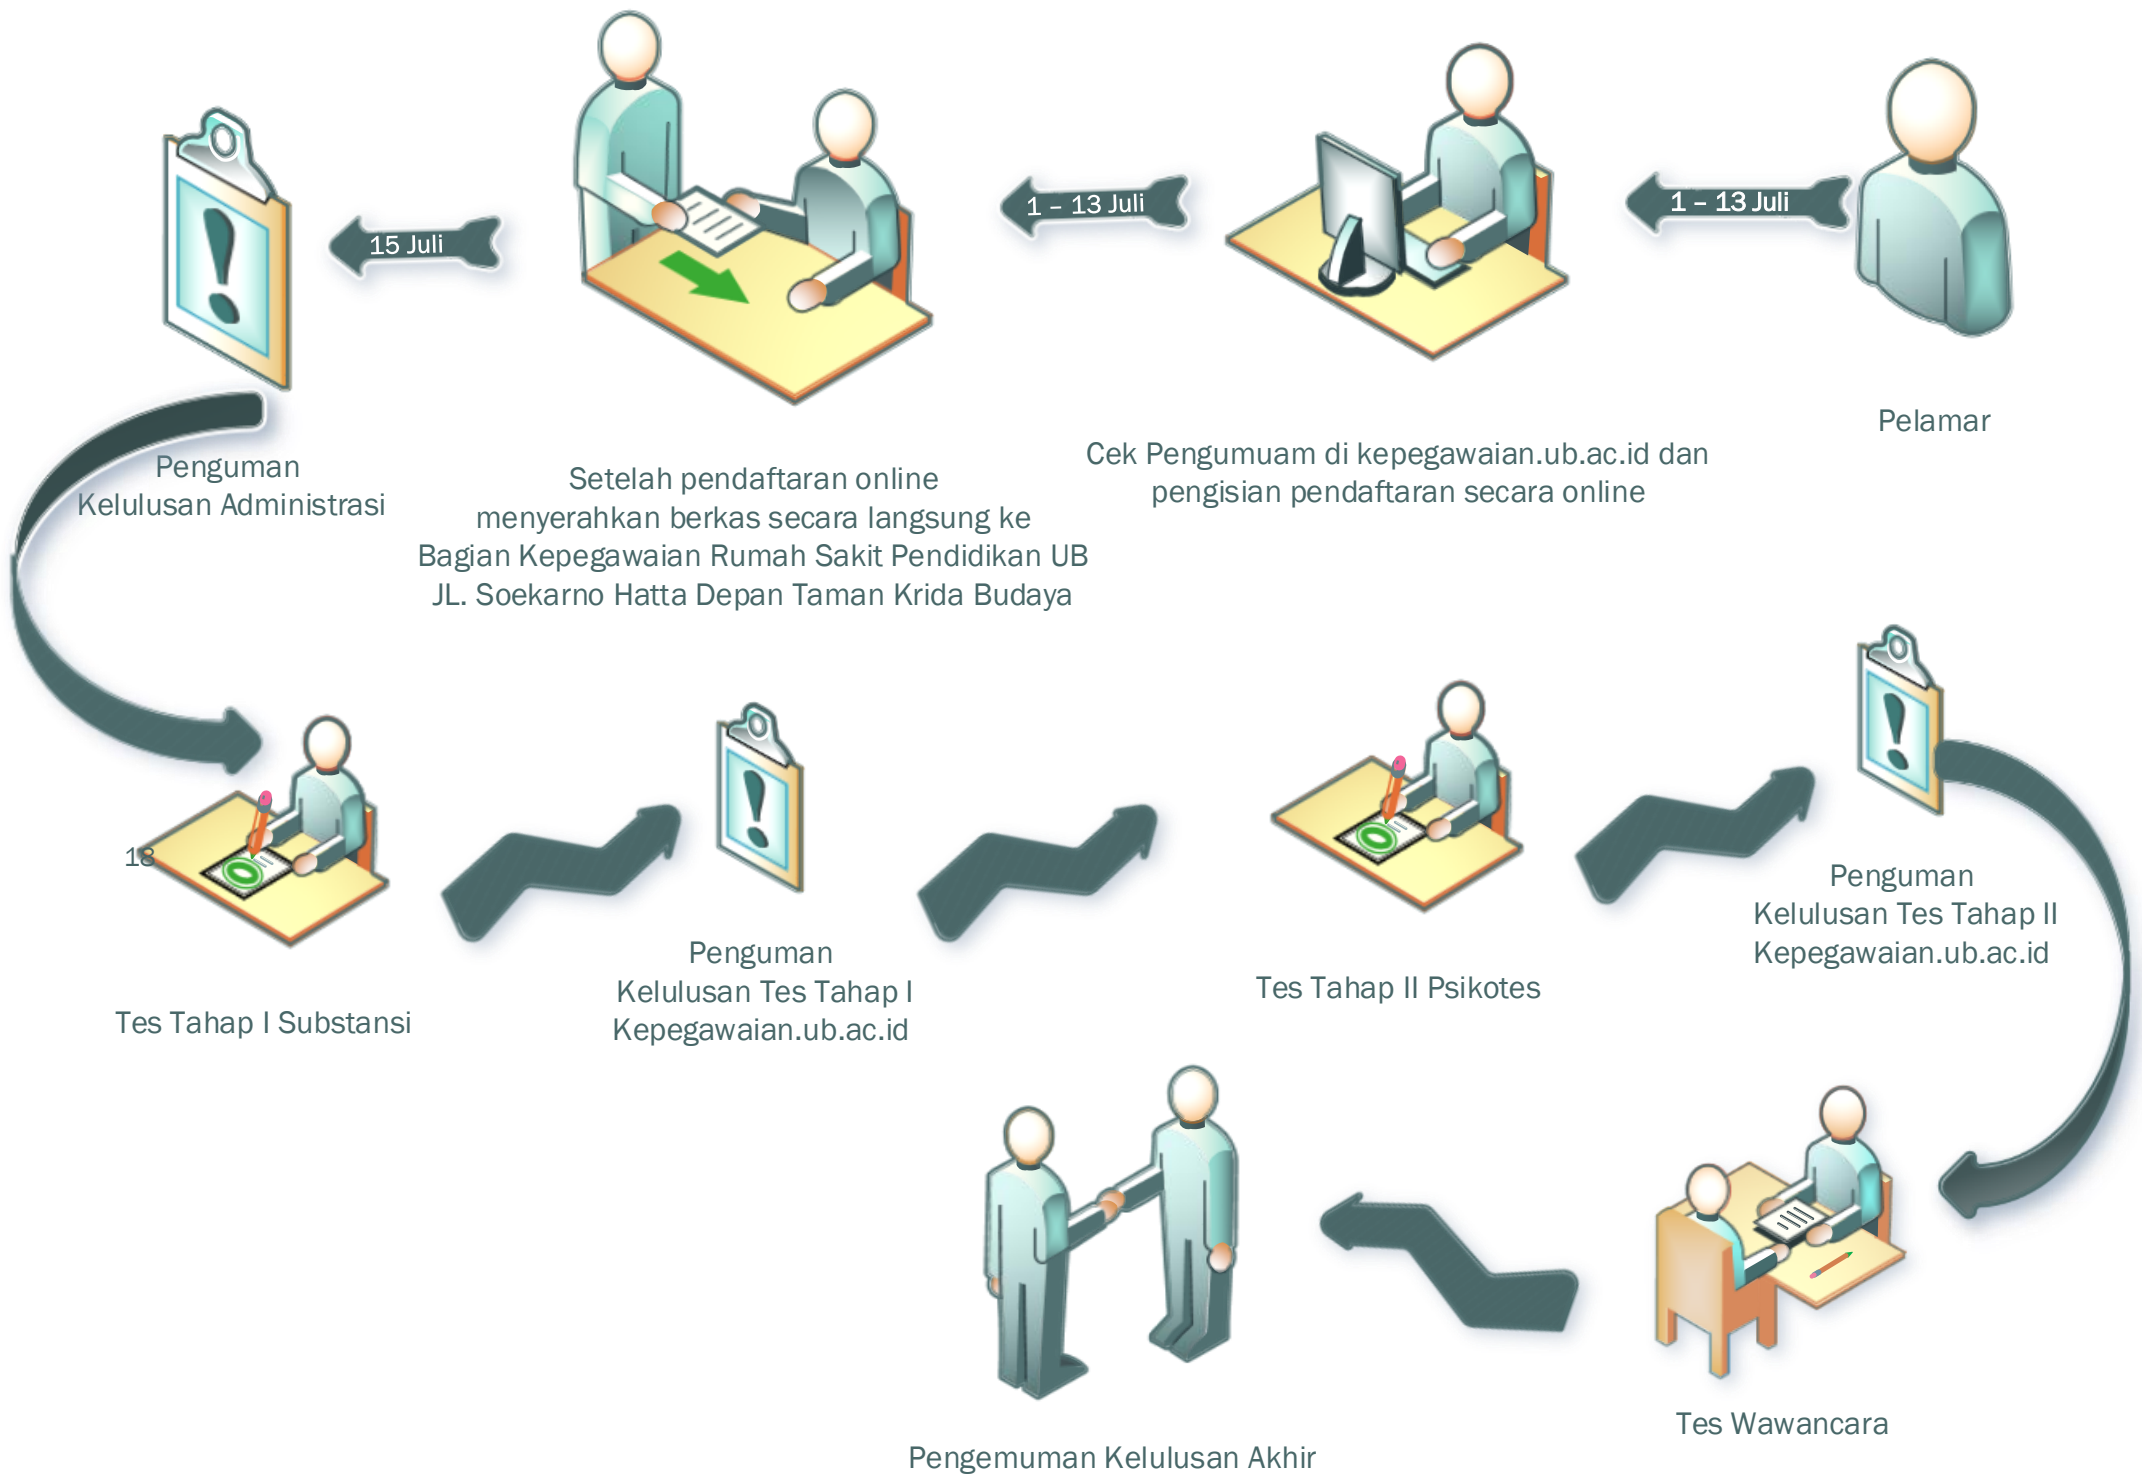 Pelamar
1 – 13 Juli
Cek Pengumuam di kepegawaian.ub.ac.id dan
pengisian pendaftaran secara online
1 – 13 Juli
Setelah pendaftaran online
menyerahkan berkas secara langsung ke
Bagian Kepegawaian Rumah Sakit Pendidikan UB
JL. Soekarno Hatta Depan Taman Krida Budaya
15 Juli
Penguman
Kelulusan Administrasi
18
Tes Tahap I Substansi
Penguman
Kelulusan Tes Tahap I
Kepegawaian.ub.ac.id
Tes Tahap II Psikotes
Penguman
Kelulusan Tes Tahap II
Kepegawaian.ub.ac.id
Tes Wawancara
Pengemuman Kelulusan Akhir